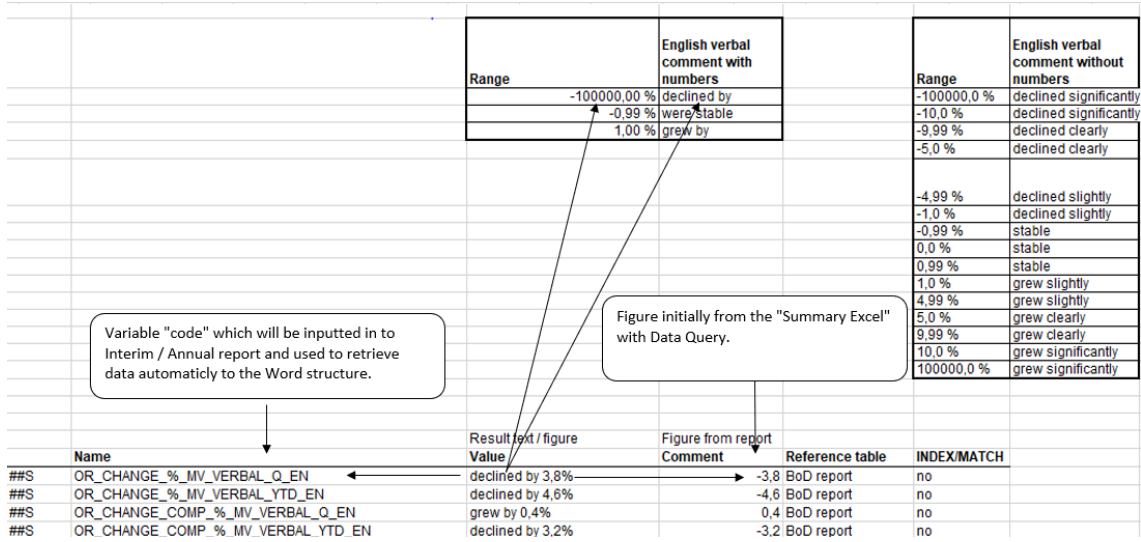 English verbal
comment with
Range numbers
-100000,00 % declined by
-0,99 % were stable
1,00 % grew by
English verbal
comment without
Range numbers
-100000,0 % declined significantly
-10,0 % declined significantly
-9,99 % declined clearly
-5,0 % declined clearly
-4,99 % declined slightly
-1,0 % declined slightly
-0,99 % stable
0,0 % stable
0,99 % stable
1,0 % grew slightly
4,99 % grew slightly
5,0 % grew clearly
9,99 % grew clearly
10,0 % grew significantly
100000,0 % grew significantly
Variable "code" which will be inputted in to
Interim / Annual report and used to retrieve
data automaticly to the Word structure.
Figure initially from the "Summary Excel"
with Data Query.
Result text / figure Figure from report
Name Value Comment Reference table INDEX/MATCH
##S OR_CHANGE_%_MV_VERBAL_Q_EN declined by 3,8% -3,8 BoD report no
##S OR_CHANGE_%_MV_VERBAL_YTD_EN declined by 4,6% -4,6 BoD report no
##S OR_CHANGE_COMP_%_MV_VERBAL_Q_EN grew by 0,4% 0,4 BoD report no
##S OR_CHANGE_COMP_%_MV_VERBAL_YTD_EN declined by 3,2% -3,2 BoD report no